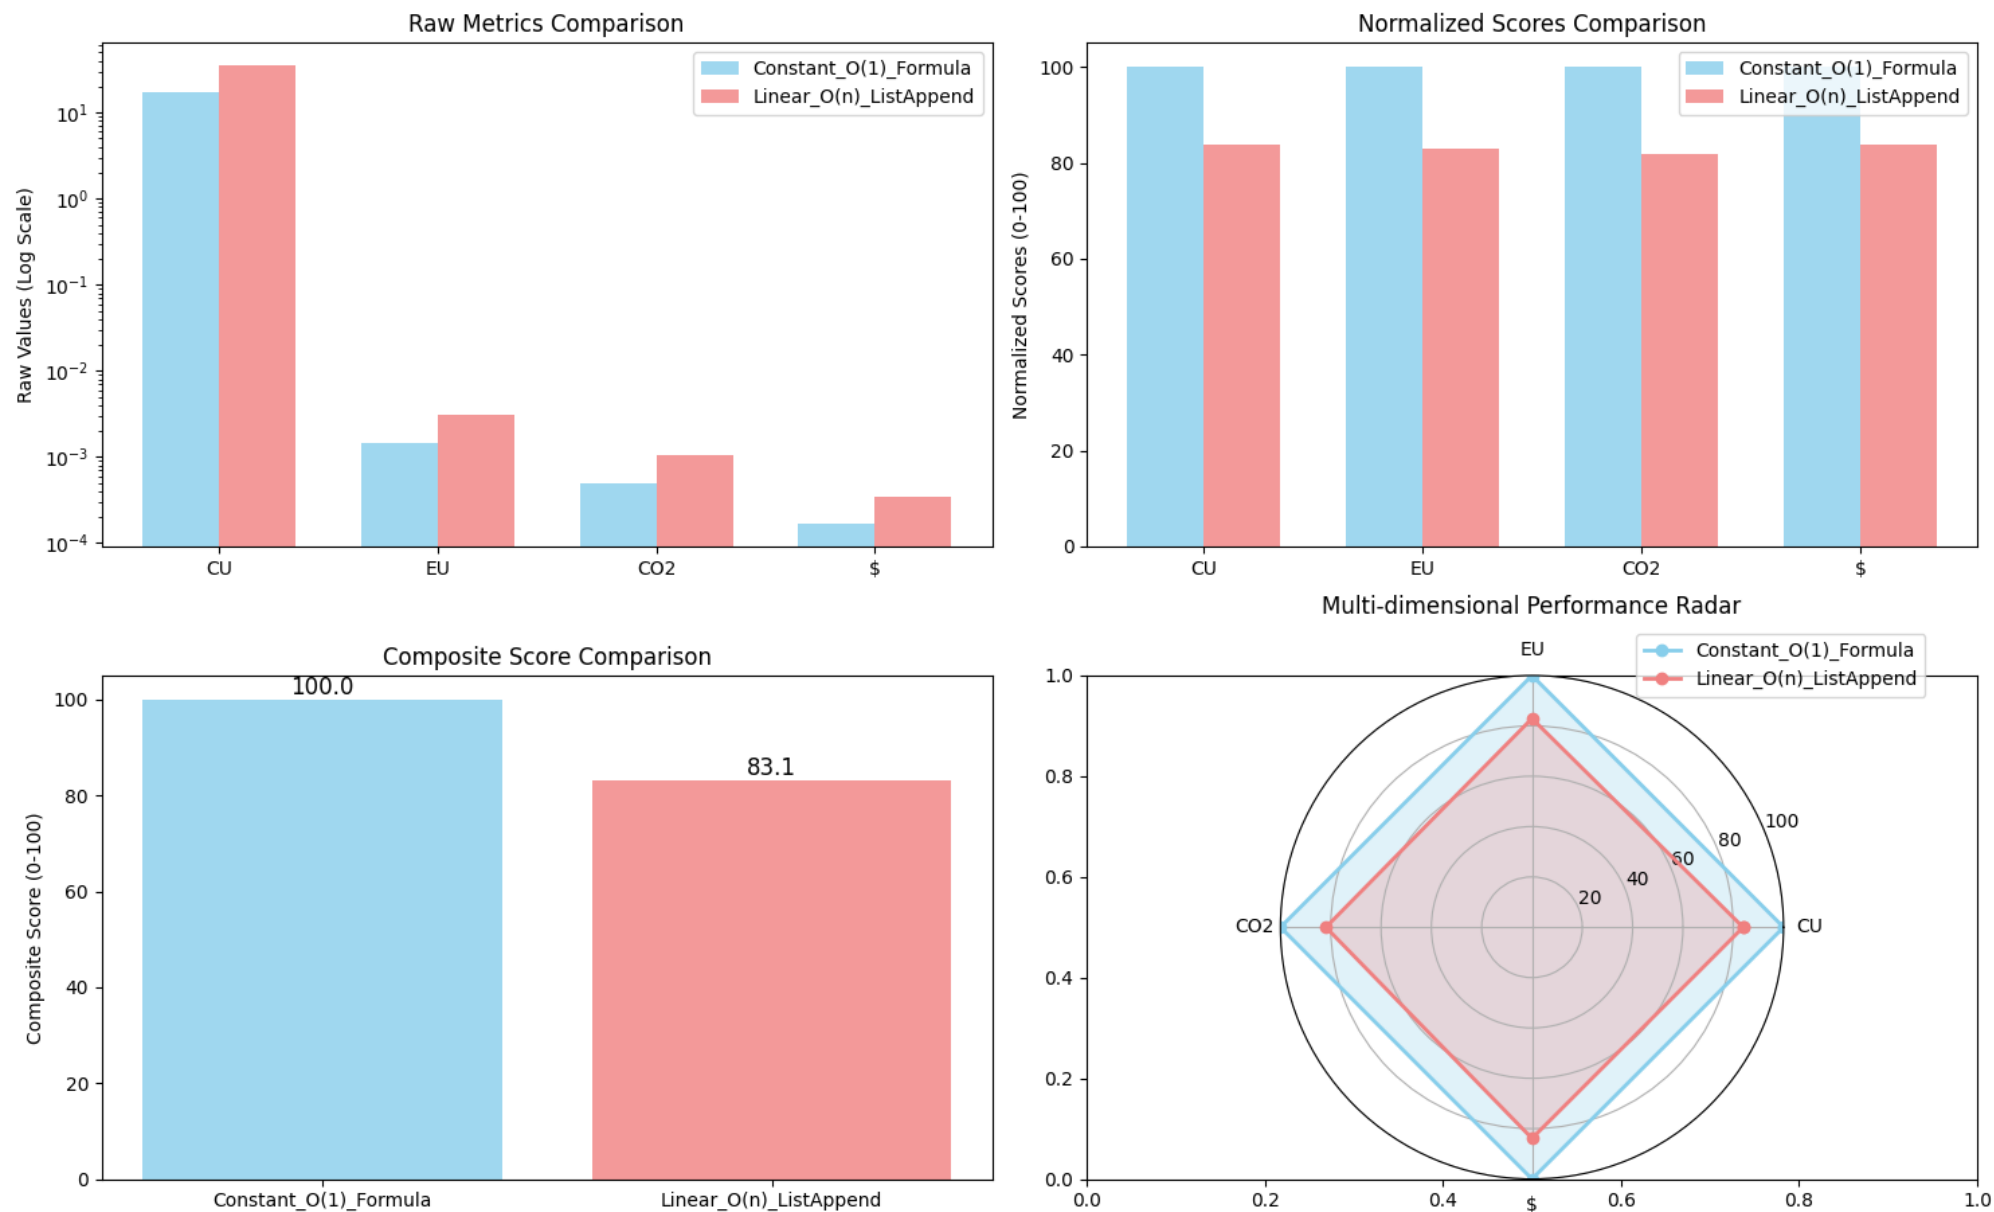 Raw Metrics Comparison
Raw Values (Log Scale)
10^1
10^0
10^-1
10^-2
10^-3
10^-4
CU
EU
CO2
$
Constant_O(1)_Formula
Linear_O(n)_ListAppend
Normalized Scores Comparison
Normalized Scores (0-100)
100
80
60
40
20
0
CU
EU
CO2
$
Constant_O(1)_Formula
Linear_O(n)_ListAppend
Composite Score Comparison
Composite Score (0-100)
100
80
60
40
20
0
100.0
83.1
Constant_O(1)_Formula
Linear_O(n)_ListAppend
Multi-dimensional Performance Radar
Constant_O(1)_Formula
Linear_O(n)_ListAppend
EU
CO2
CU
$
100
80
60
40
20
1.0
0.8
0.6
0.4
0.2
0.0
0.0
0.2
0.4
0.6
0.8
1.0